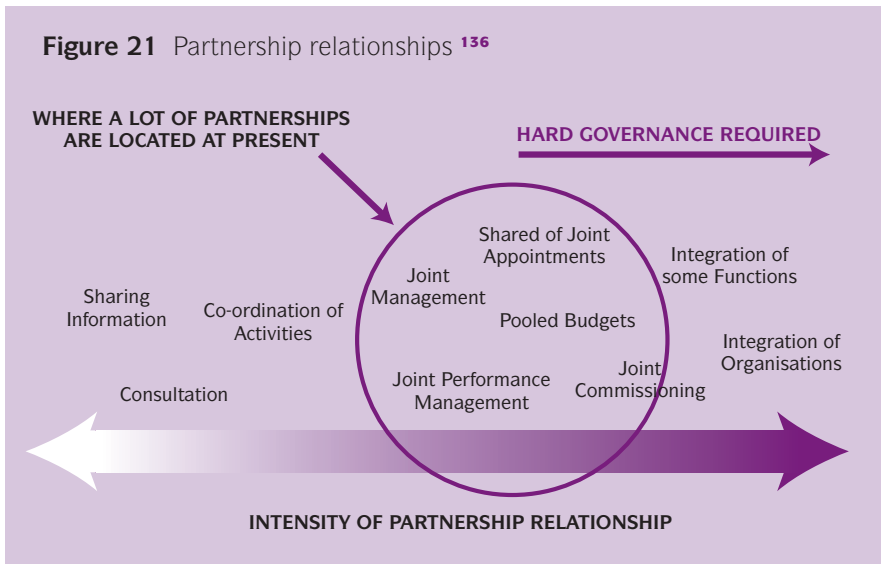 Figure 21 Partnership relationships 136
WHERE A LOT OF PARTNERSHIPS
ARE LOCATED AT PRESENT
HARD GOVERNANCE REQUIRED
Sharing
Information
Consultation
Co-ordination of
Activities
Joint
Management
Shared of Joint
Appointments
Pooled Budgets
Joint Performance
Management
Joint
Commissioning
Integration of
some Functions
Integration of
Organisations
INTENSITY OF PARTNERSHIP RELATIONSHIP